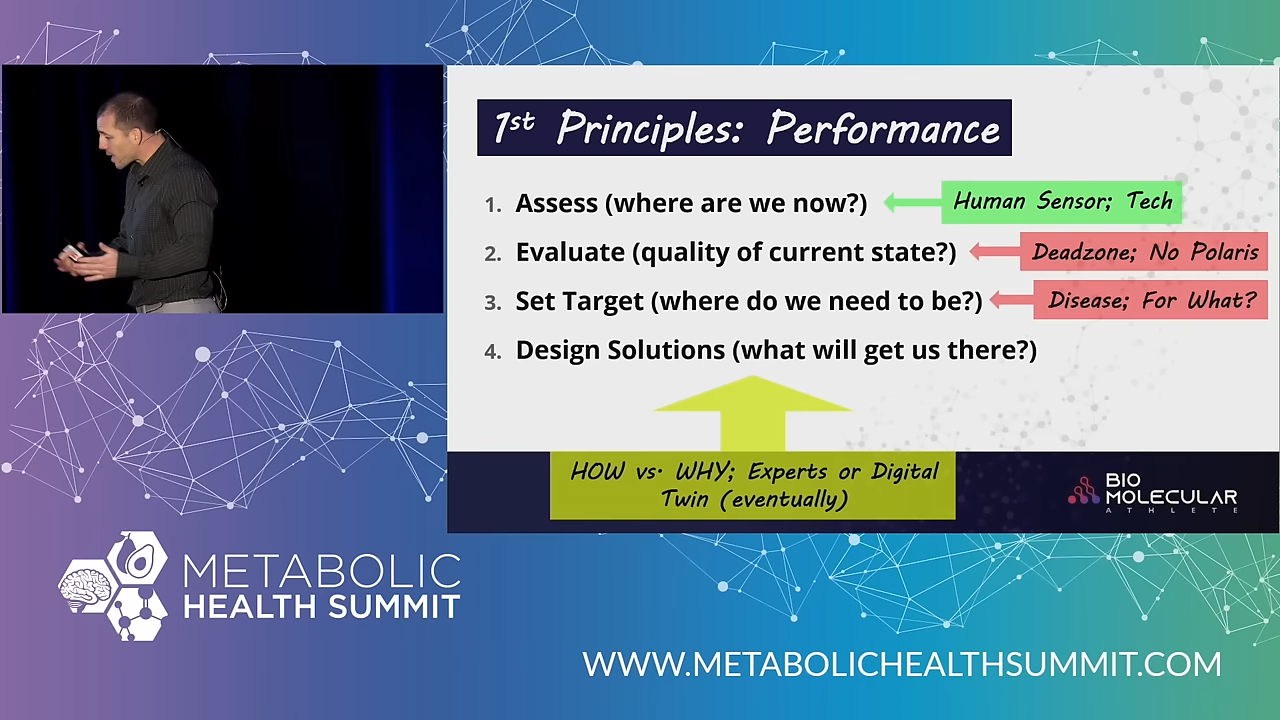 1st Principles: Performance
1. Assess (where are we now?)
Human Sensor; Tech
2. Evaluate (quality of current state?)
Deadzone; No Polaris
3. Set Target (where do we need to be?)
Disease; For What?
4. Design Solutions (what will get us there?)
HOW vs. WHY; Experts or Digital
Twin (eventually)
BIO
MOLECULAR
ATHLETE
METABOLIC
HEALTH SUMMIT
WWW.METABOLICHEALTHSUMMIT.COM